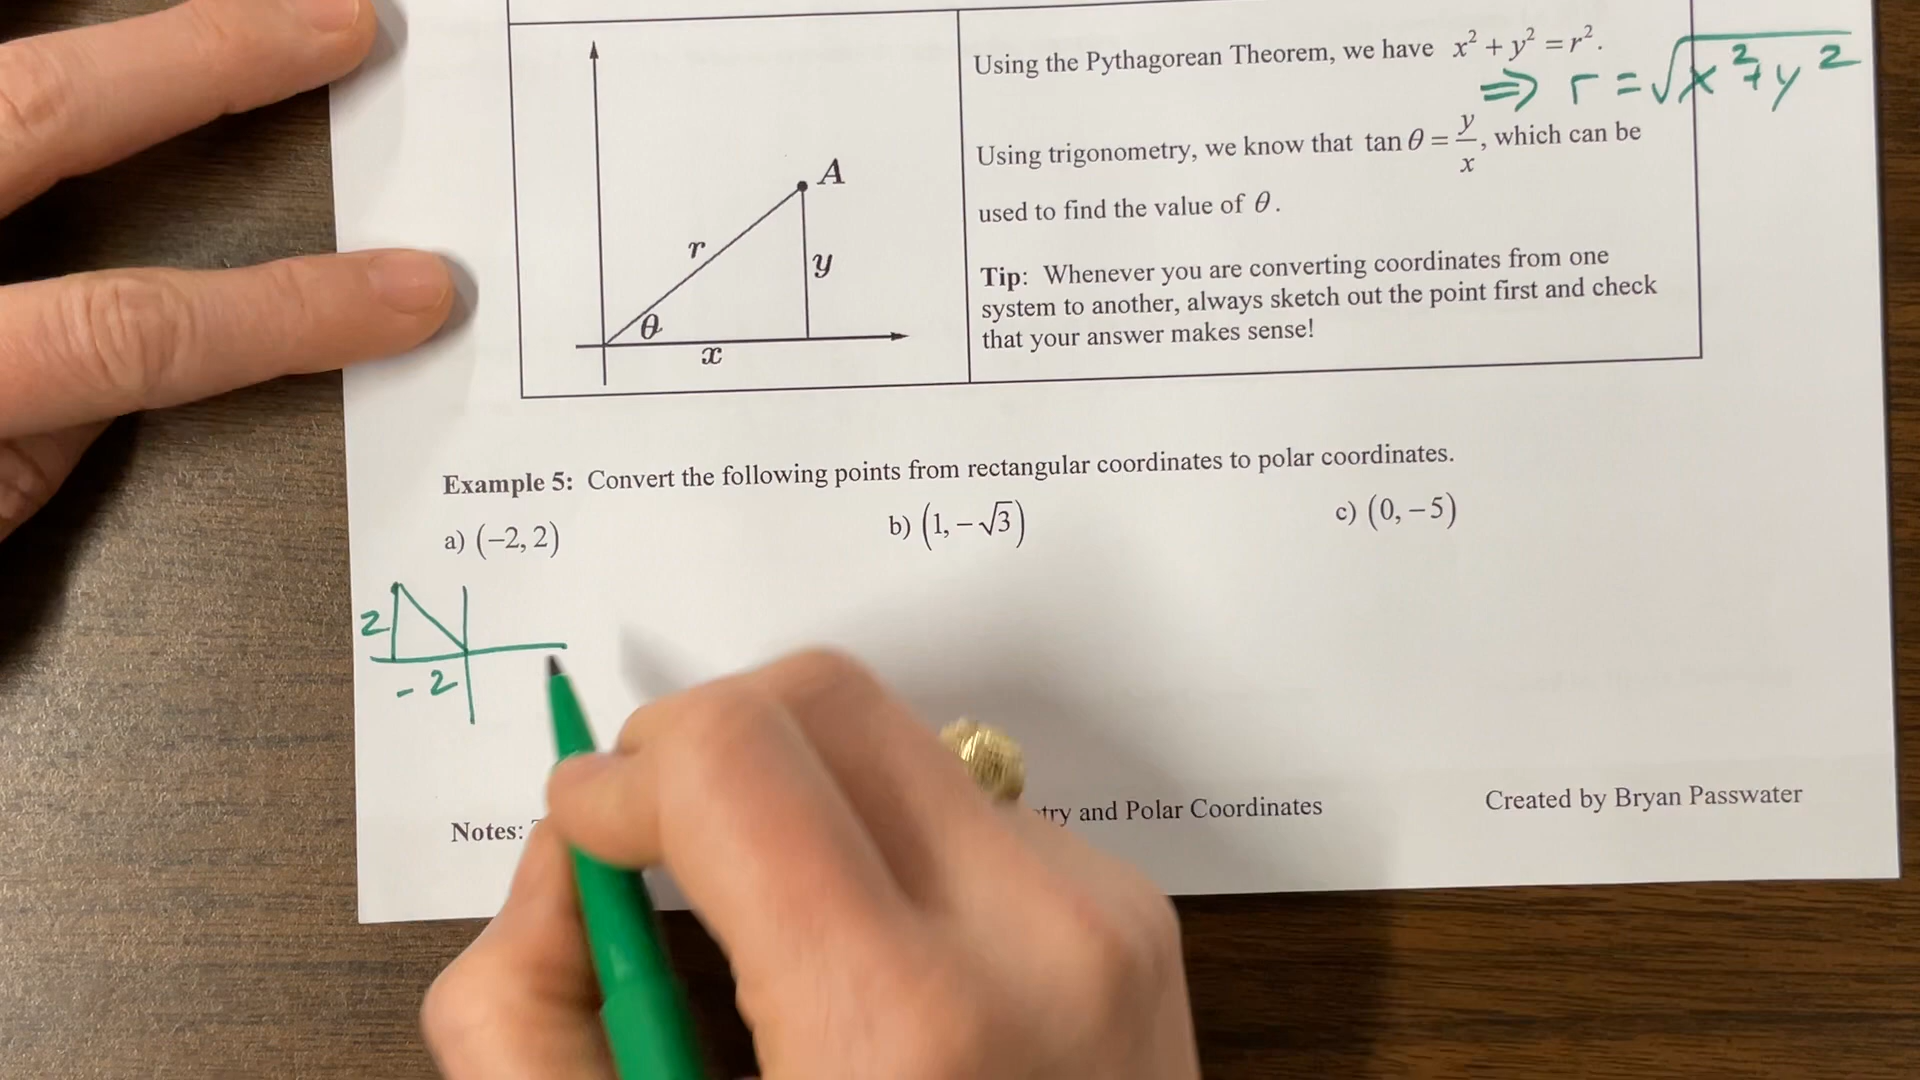 Using the Pythagorean Theorem, we have x² + y² = r².
⇒ r = √x² + y²
Using trigonometry, we know that tan θ = y/x, which can be
used to find the value of θ.
Tip: Whenever you are converting coordinates from one
system to another, always sketch out the point first and check
that your answer makes sense!
A
r
y
θ
x
Example 5: Convert the following points from rectangular coordinates to polar coordinates.
a) (−2, 2)
b) (1, −√3)
c) (0, −5)
2
-2
Notes:
and Polar Coordinates
Created by Bryan Passwater